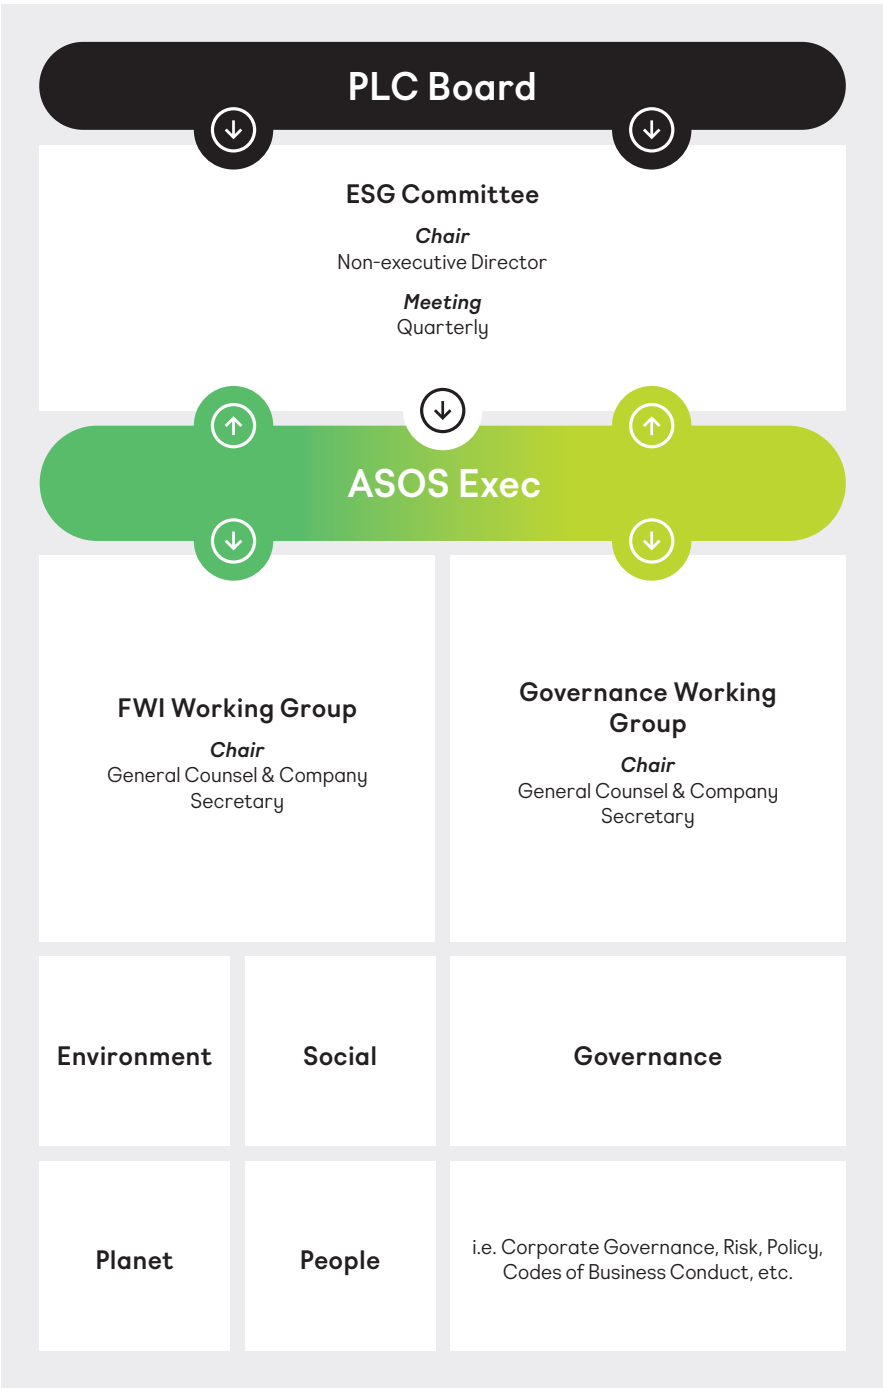 PLC Board
ESG Committee
Chair
Non-executive Director
Meeting
Quarterly
ASOS Exec
FWI Working Group
Chair
General Counsel & Company
Secretary
Governance Working
Group
Chair
General Counsel & Company
Secretary
Environment
Social
Governance
Planet
People
i.e. Corporate Governance, Risk, Policy,
Codes of Business Conduct, etc.